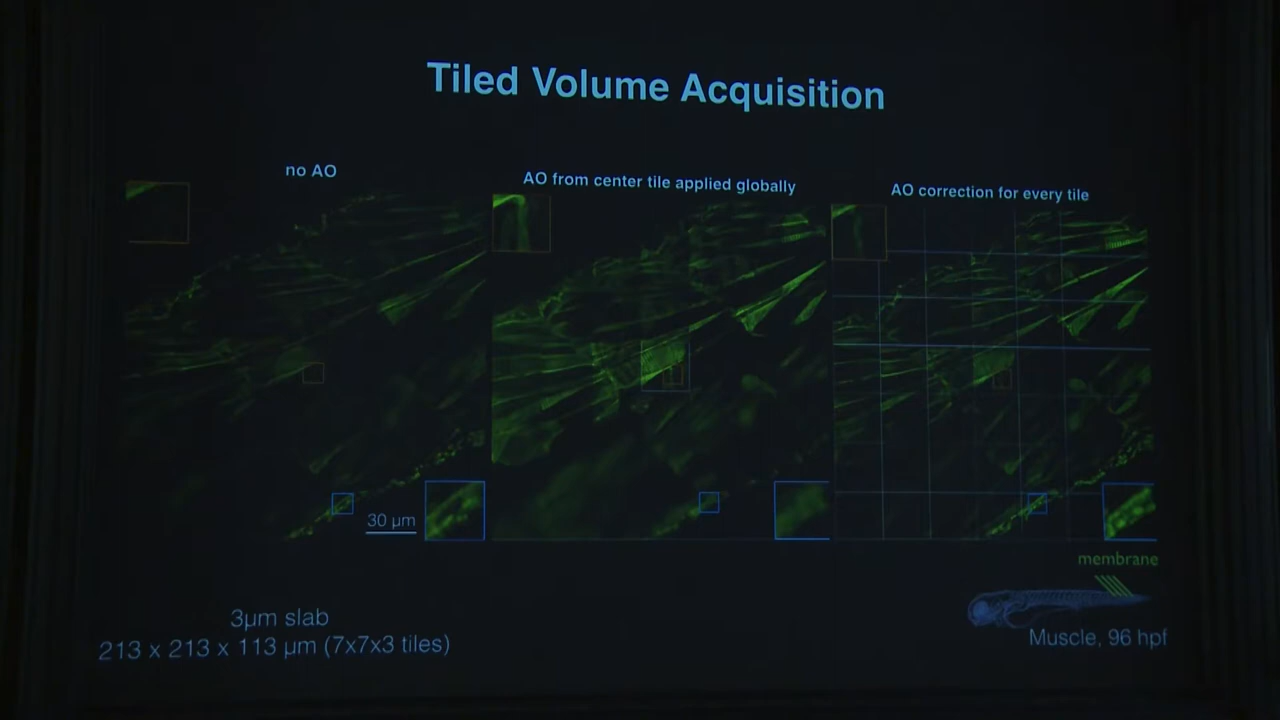 Tiled Volume Acquisition
no AO
AO from center tile applied globally
AO correction for every tile
30 µm
membrane
3µm slab
213 x 213 x 113 µm (7x7x3 tiles)
Muscle, 96 hpf